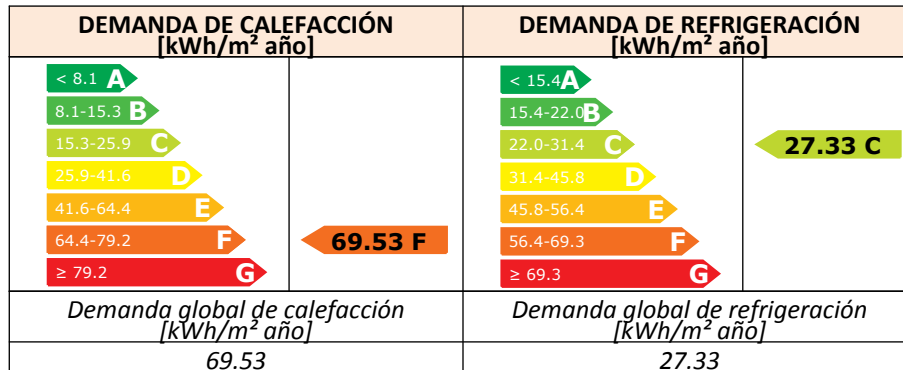 DEMANDA DE CALEFACCIÓN
[kWh/m² año]
DEMANDA DE REFRIGERACIÓN
[kWh/m² año]
< 8.1 A
8.1-15.3 B
15.3-25.9 C
25.9-41.6 D
41.6-64.4 E
64.4-79.2 F
≥ 79.2 G
69.53 F
< 15.4 A
15.4-22.0 B
22.0-31.4 C
31.4-45.8 D
45.8-56.4 E
56.4-69.3 F
≥ 69.3 G
27.33 C
Demanda global de calefacción
[kWh/m² año]
Demanda global de refrigeración
[kWh/m² año]
69.53
27.33